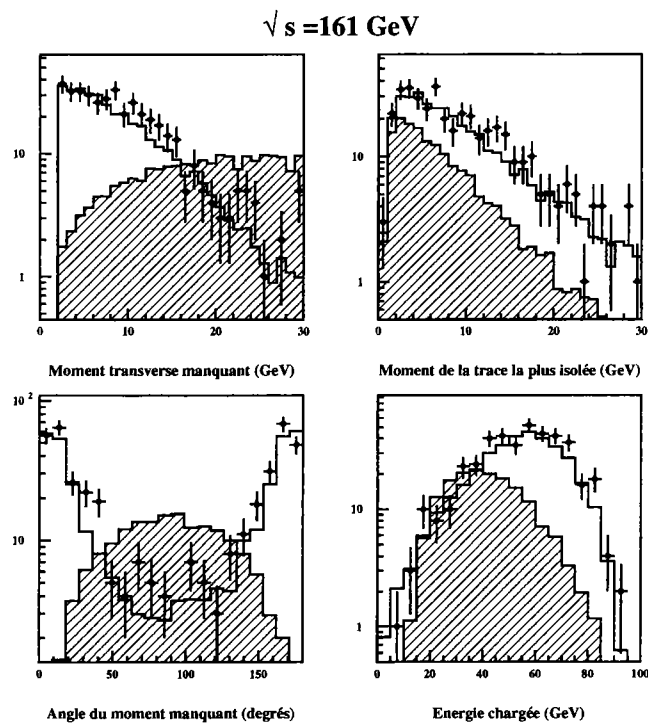 √ s =161 GeV
10
1
0 10 20 30
Moment transverse manquant (GeV)
10
1
0 10 20 30
Moment de la trace la plus isolée (GeV)
10²
10
0 50 100 150
Angle du moment manquant (degrés)
10
1
0 20 40 60 80 100
Energie chargée (GeV)